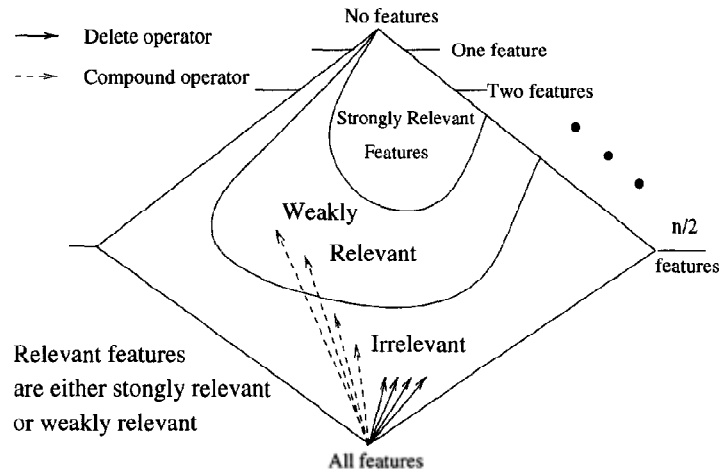 No features
Delete operator
One feature
Compound operator
Two features
Strongly Relevant
Features
Weakly
n/2
Relevant
features
Irrelevant
Relevant features
are either stongly relevant
or weakly relevant
All features